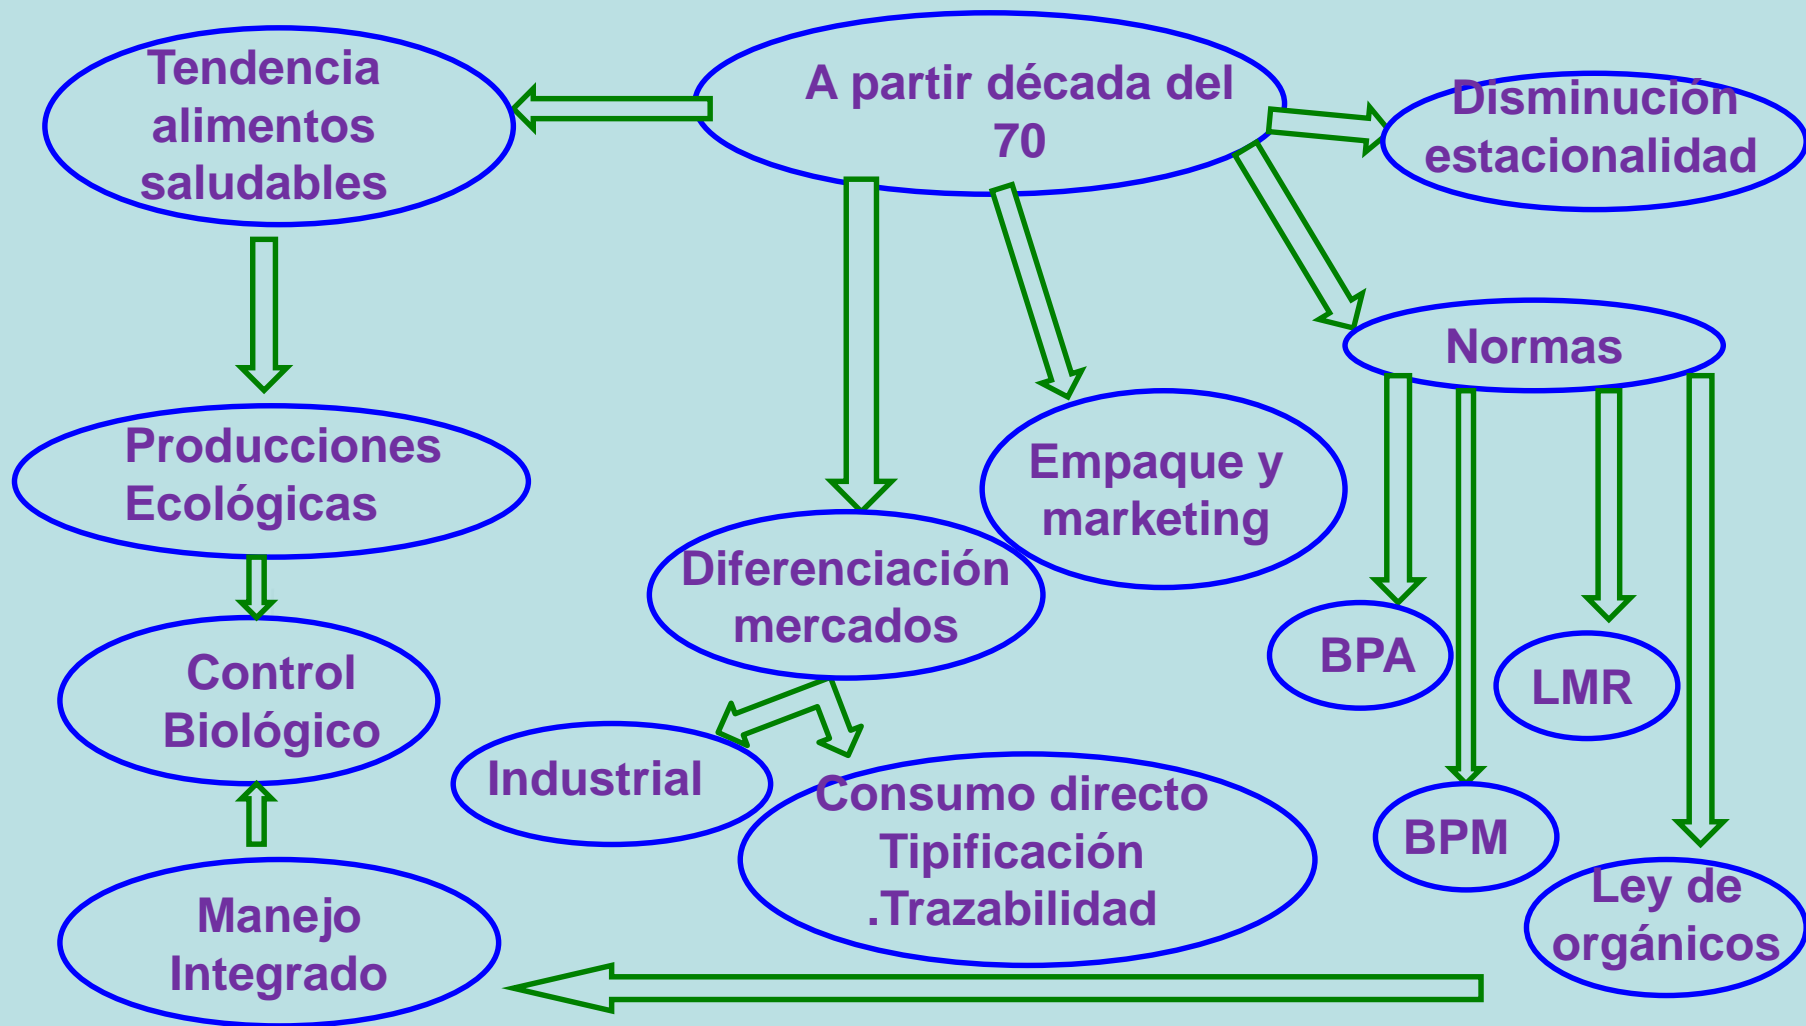 Tendencia
alimentos
saludables
A partir década del
70
Disminución
estacionalidad
Normas
Producciones
Ecológicas
Empaque y
marketing
Diferenciación
mercados
Control
Biológico
BPA
LMR
Industrial
Consumo directo
Tipificación
.Trazabilidad
BPM
Ley de
orgánicos
Manejo
Integrado